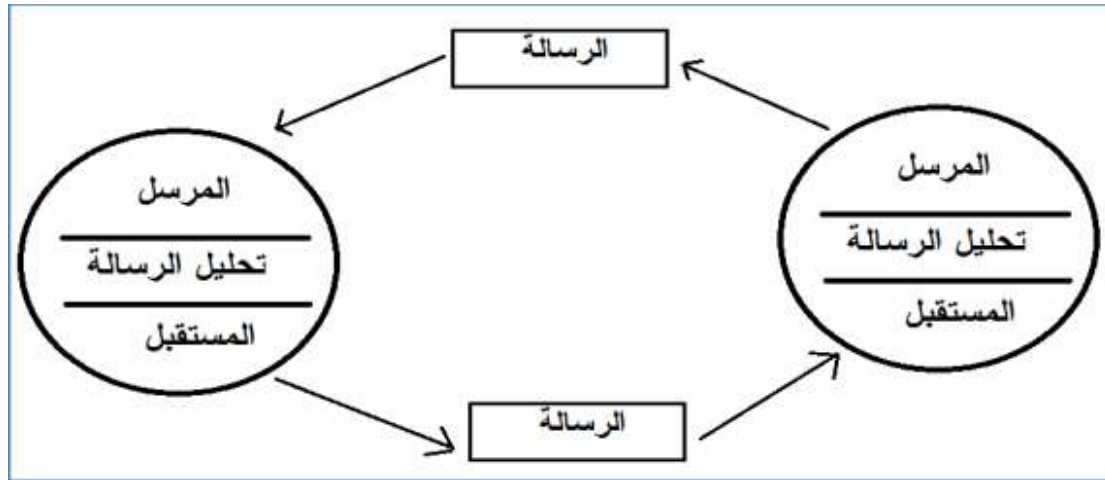 الرسالة
المرسل
تحليل الرسالة
المستقبل
المرسل
تحليل الرسالة
المستقبل
الرسالة